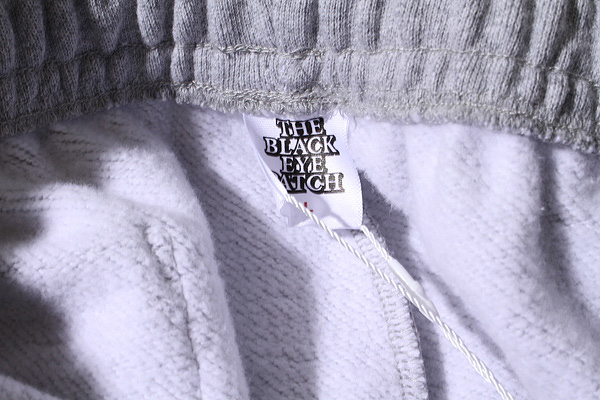 THE
BLACK
EYE
PATCH